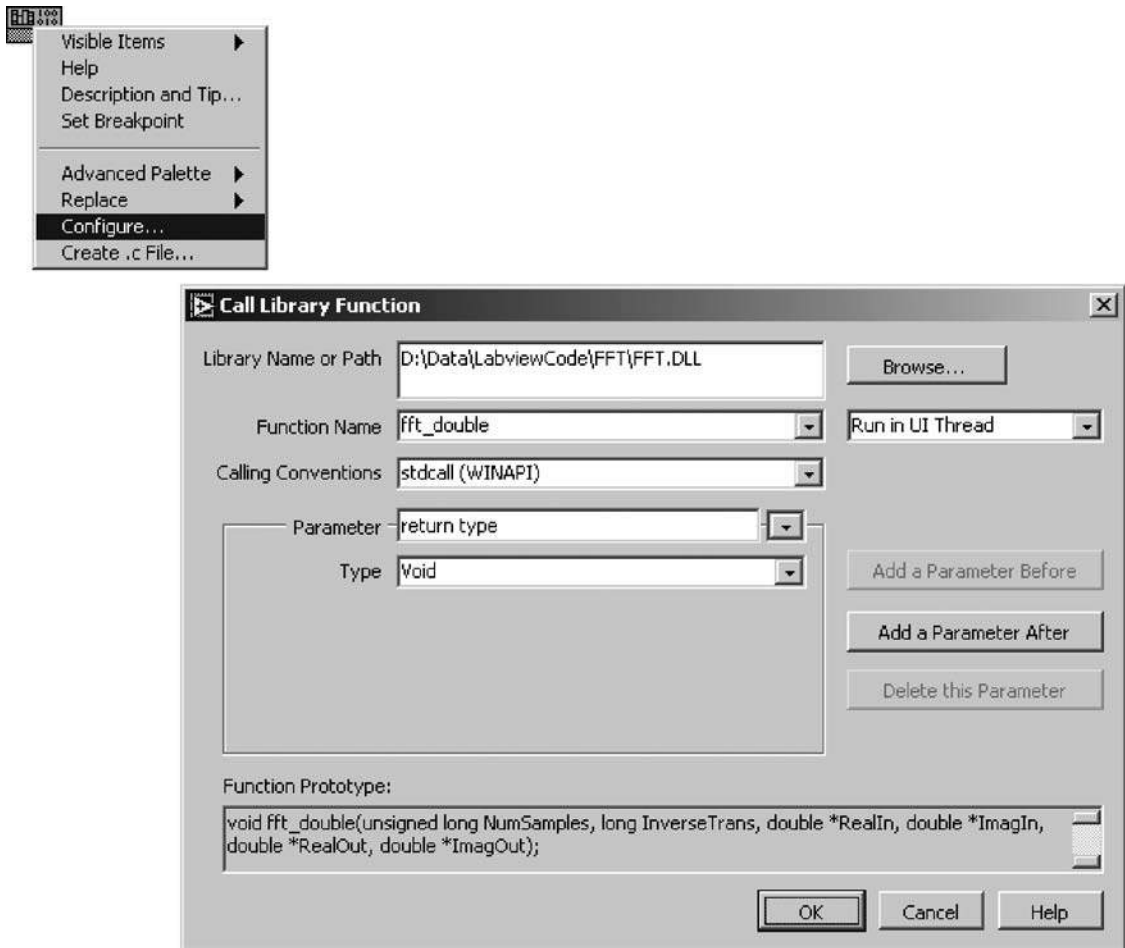 Visible Items
Help
Description and Tip...
Set Breakpoint
Advanced Palette
Replace
Configure...
Create .c File...
Call Library Function
Library Name or Path D:\Data\LabviewCode\FFT\FFT.DLL Browse...
Function Name fft_double Run in UI Thread
Calling Conventions stdcall (WINAPI)
Parameter return type
Type Void Add a Parameter Before
Add a Parameter After
Delete this Parameter
Function Prototype:
void fft_double(unsigned long NumSamples, long InverseTrans, double *RealIn, double *ImagIn,
double *RealOut, double *ImagOut);
OK Cancel Help